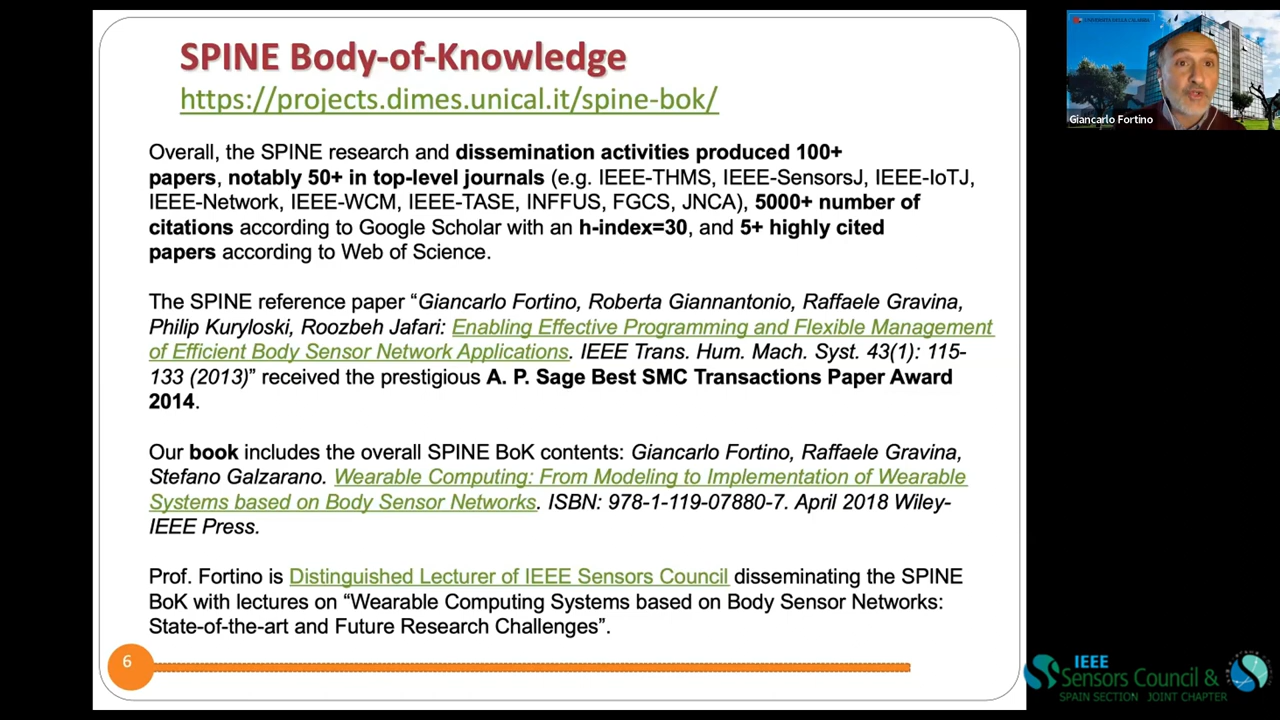 SPINE Body-of-Knowledge
https://projects.dimes.unical.it/spine-bok/
Overall, the SPINE research and dissemination activities produced 100+
papers, notably 50+ in top-level journals (e.g. IEEE-THMS, IEEE-SensorsJ, IEEE-IoTJ,
IEEE-Network, IEEE-WCM, IEEE-TASE, INFFUS, FGCS, JNCA), 5000+ number of
citations according to Google Scholar with an h-index=30, and 5+ highly cited
papers according to Web of Science.
The SPINE reference paper “Giancarlo Fortino, Roberta Giannantonio, Raffaele Gravina,
Philip Kuryloski, Roozbeh Jafari: Enabling Effective Programming and Flexible Management
of Efficient Body Sensor Network Applications. IEEE Trans. Hum. Mach. Syst. 43(1): 115-
133 (2013)” received the prestigious A. P. Sage Best SMC Transactions Paper Award
2014.
Our book includes the overall SPINE BoK contents: Giancarlo Fortino, Raffaele Gravina,
Stefano Galzarano. Wearable Computing: From Modeling to Implementation of Wearable
Systems based on Body Sensor Networks. ISBN: 978-1-119-07880-7. April 2018 Wiley-
IEEE Press.
Prof. Fortino is Distinguished Lecturer of IEEE Sensors Council disseminating the SPINE
BoK with lectures on “Wearable Computing Systems based on Body Sensor Networks:
State-of-the-art and Future Research Challenges”.
6
UNIVERSITÀ DELLA CALABRIA
Giancarlo Fortino
IEEE
Sensors Council &
SPAIN SECTION JOINT CHAPTER